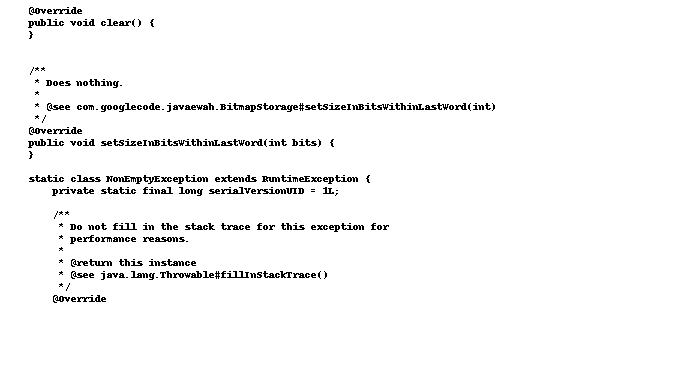 @Override
public void clear() {
}
/**
* Does nothing.
*
* @see com.googlecode.javaewah.BitmapStorage#setSizeInBitsWithinLastWord(int)
*/
@Override
public void setSizeInBitsWithinLastWord(int bits) {
}
static class NonEmptyException extends RuntimeException {
private static final long serialVersionUID = 1L;
/**
* Do not fill in the stack trace for this exception for
* performance reasons.
*
* @return this instance
* @see java.lang.Throwable#fillInStackTrace()
*/
@Override